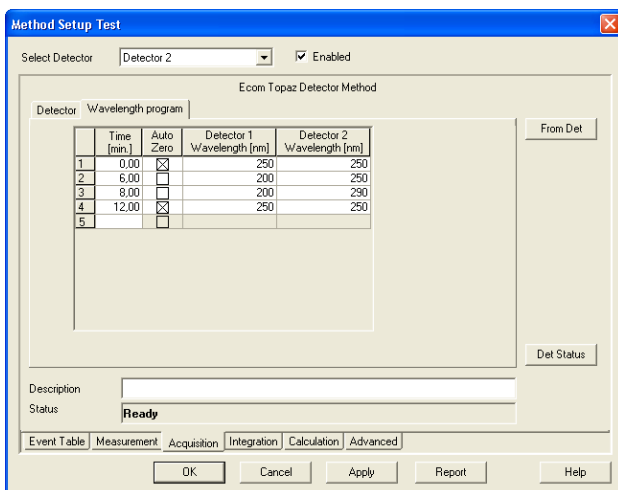 Method Setup Test
Select Detector Detector 2 Enabled
Ecom Topaz Detector Method
Detector Wavelength program
From Det
Time [min.] Auto Zero Detector 1 Wavelength [nm] Detector 2 Wavelength [nm]
1 0,00 250 250
2 6,00 200 250
3 8,00 200 290
4 12,00 250 250
5
Det Status
Description
Status Ready
Event Table Measurement Acquisition Integration Calculation Advanced
OK Cancel Apply Report Help